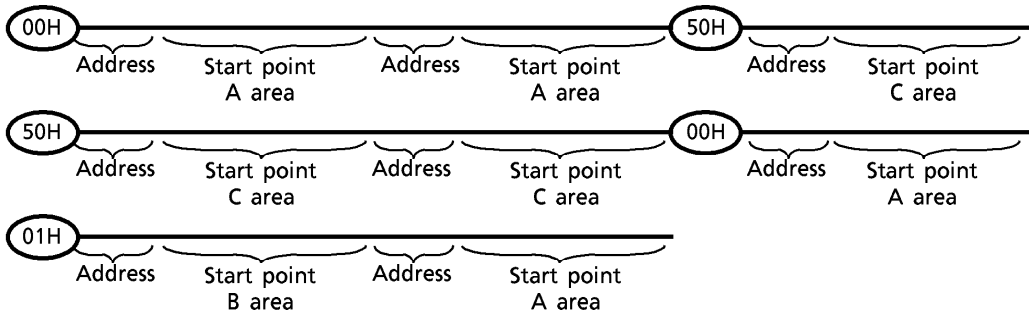 00H 50H
Address Start point Address Start point Address Start point
A area A area C area
50H 00H
Address Start point Address Start point Address Start point
C area C area A area
01H
Address Start point Address Start point
B area A area